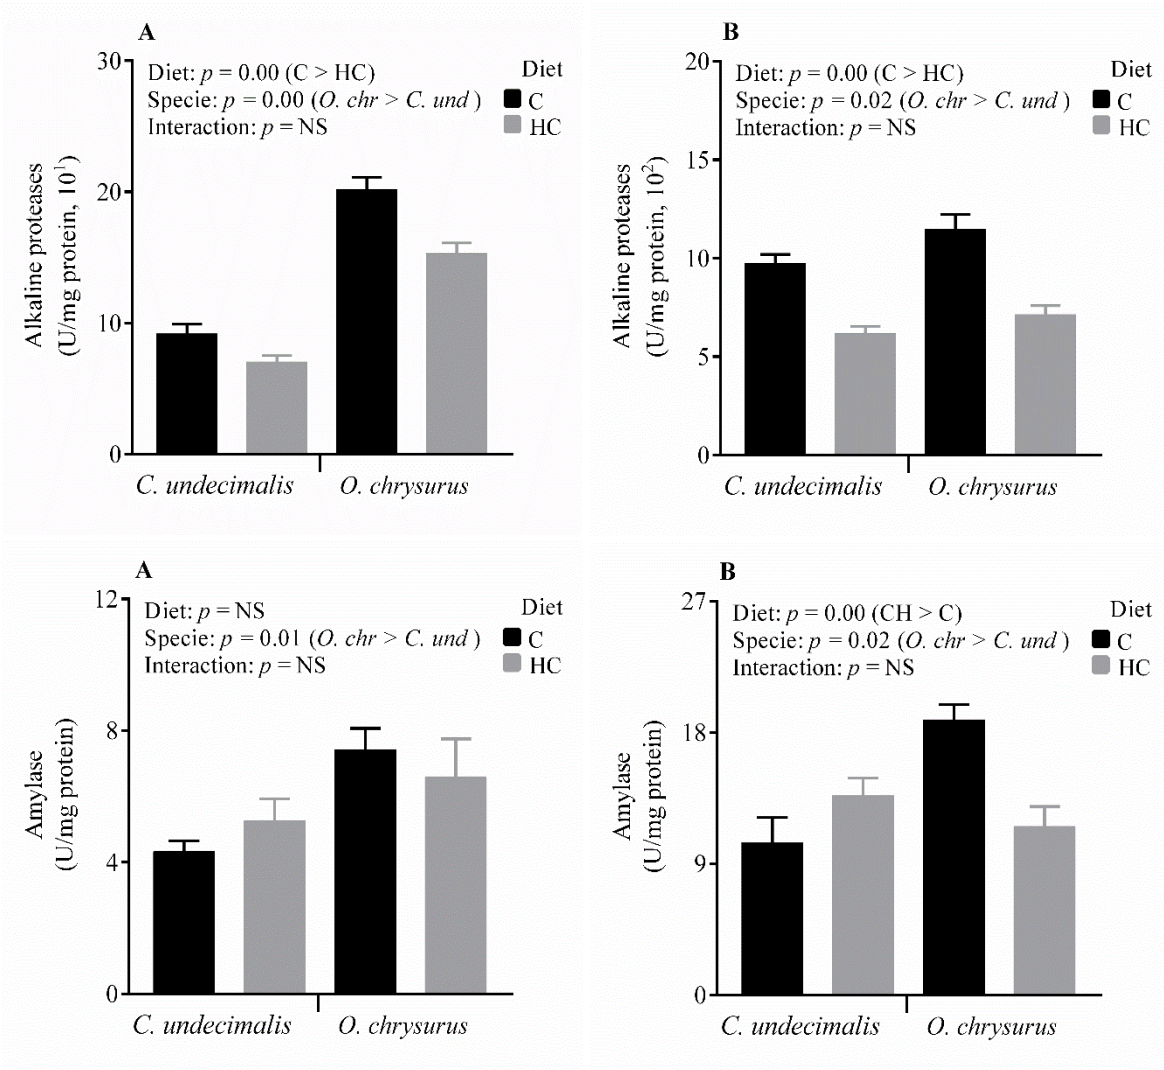 A
Diet: p = 0.00 (C > HC)
Specie: p = 0.00 (O. chr > C. und )
Interaction: p = NS
Diet
C
HC
30
20
10
0
Alkaline proteases
(U/mg protein, 10¹)
C. undecimalis
O. chrysurus
B
Diet: p = 0.00 (C > HC)
Specie: p = 0.02 (O. chr > C. und )
Interaction: p = NS
Diet
C
HC
20
15
10
5
0
Alkaline proteases
(U/mg protein, 10²)
C. undecimalis
O. chrysurus
A
Diet: p = NS
Specie: p = 0.01 (O. chr > C. und )
Interaction: p = NS
Diet
C
HC
12
8
4
0
Amylase
(U/mg protein)
C. undecimalis
O. chrysurus
B
Diet: p = 0.00 (CH > C)
Specie: p = 0.02 (O. chr > C. und )
Interaction: p = NS
Diet
C
HC
27
18
9
0
Amylase
(U/mg protein)
C. undecimalis
O. chrysurus